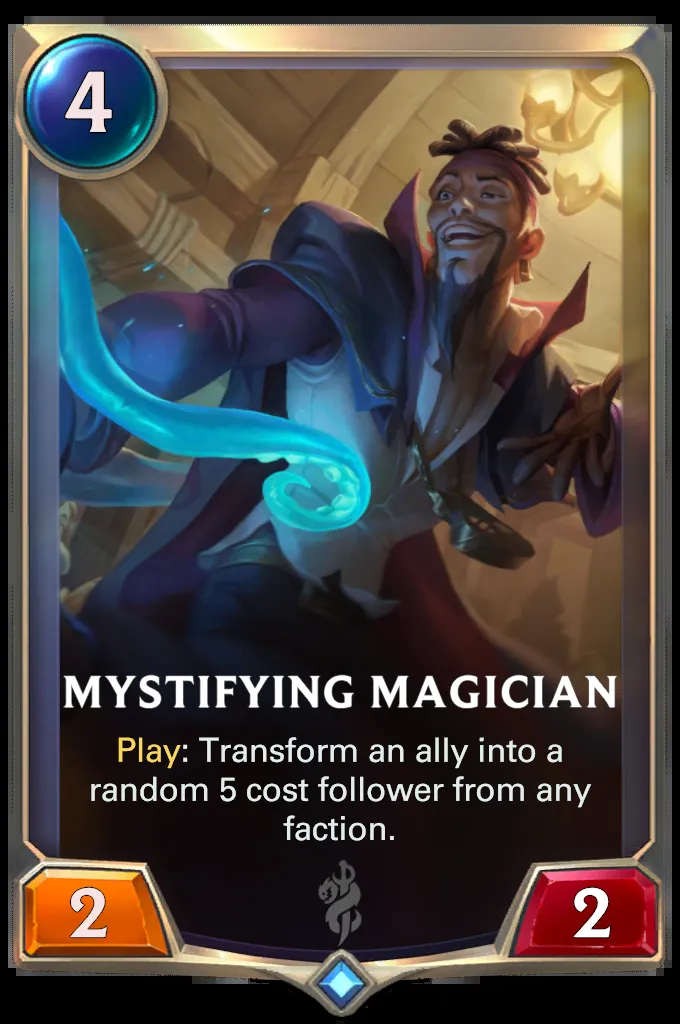 4
MYSTIFYING MAGICIAN
Play: Transform an ally into a
random 5 cost follower from any
faction.
2
2